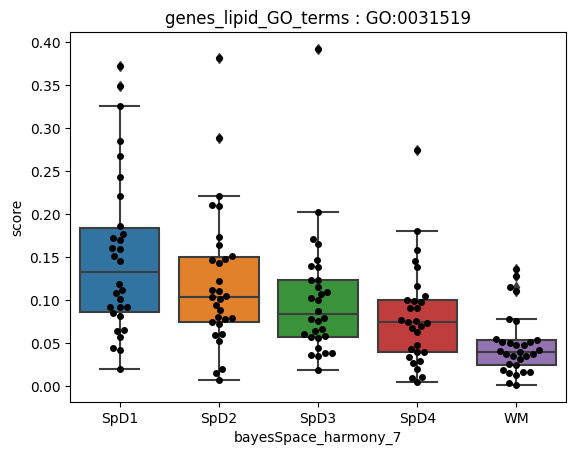 genes_lipid_GO_terms : GO:0031519
0.40
0.35
0.30
0.25
0.20
0.15
0.10
0.05
0.00
score
SpD1 SpD2 SpD3 SpD4 WM
bayesSpace_harmony_7